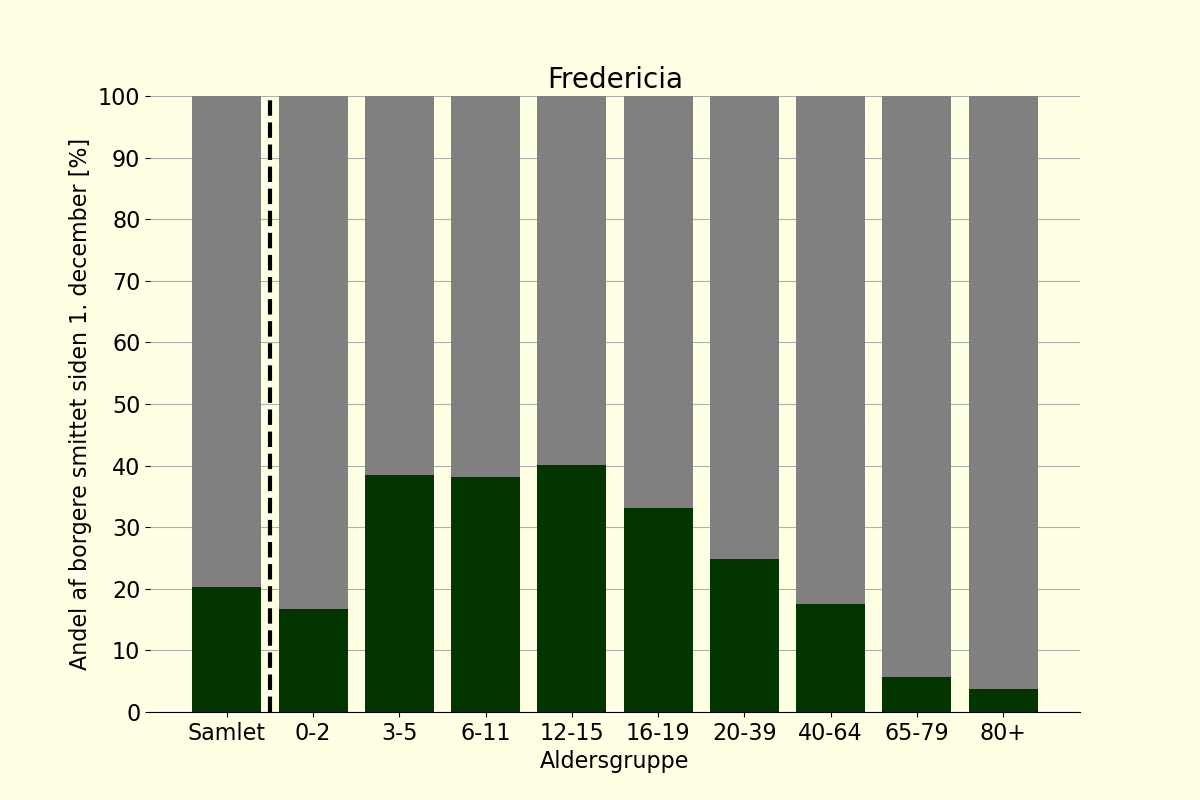 Fredericia
Andel af borgere smittet siden 1. december [%]
100
90
80
70
60
50
40
30
20
10
0
Samlet 0-2 3-5 6-11 12-15 16-19 20-39 40-64 65-79 80+
Aldersgruppe